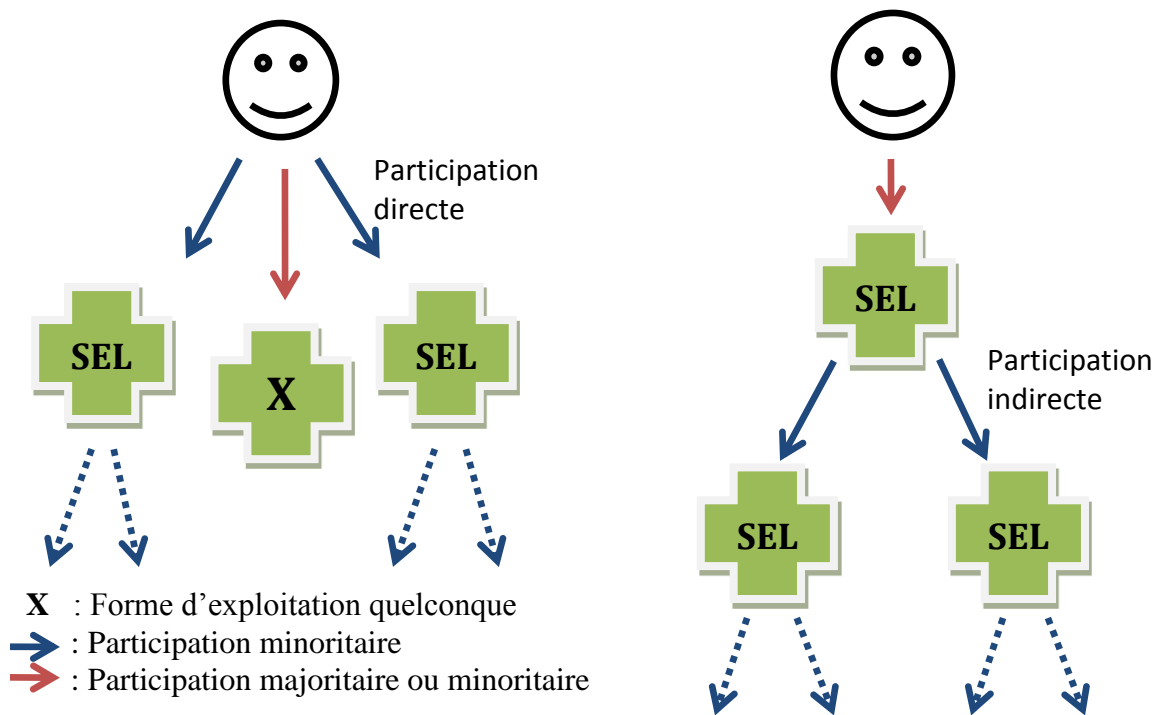 Participation
directe
SEL
X
SEL
X : Forme d'exploitation quelconque
: Participation minoritaire
: Participation majoritaire ou minoritaire
SEL
Participation
indirecte
SEL
SEL